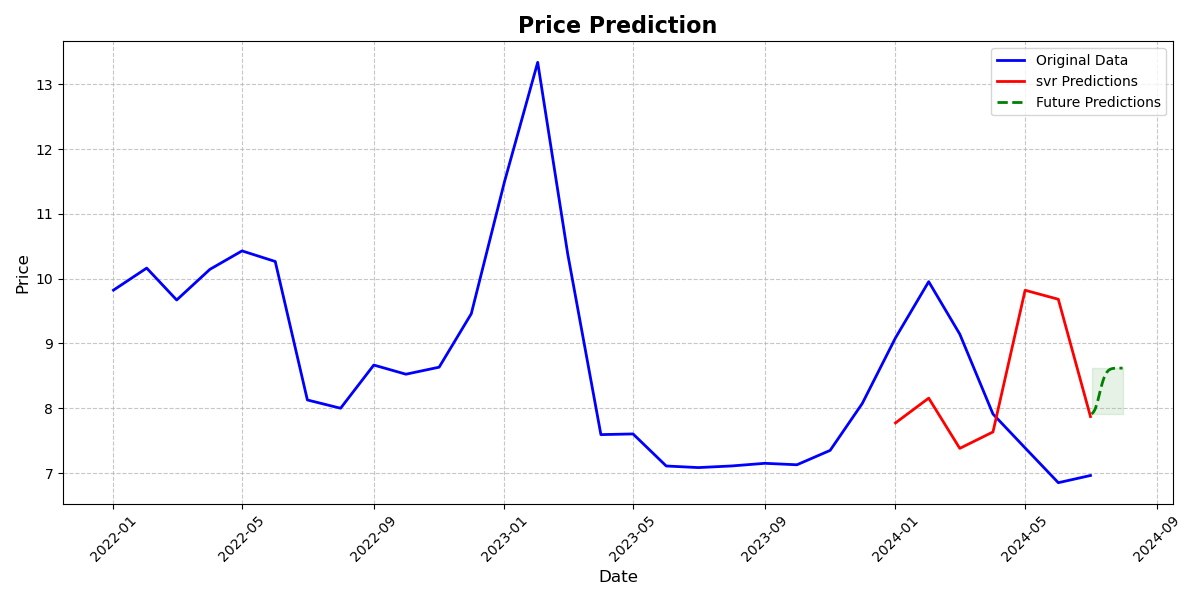 Price Prediction
Original Data
svr Predictions
Future Predictions
Price
13
12
11
10
9
8
7
2022-01
2022-05
2022-09
2023-01
2023-05
2023-09
2024-01
2024-05
2024-09
Date